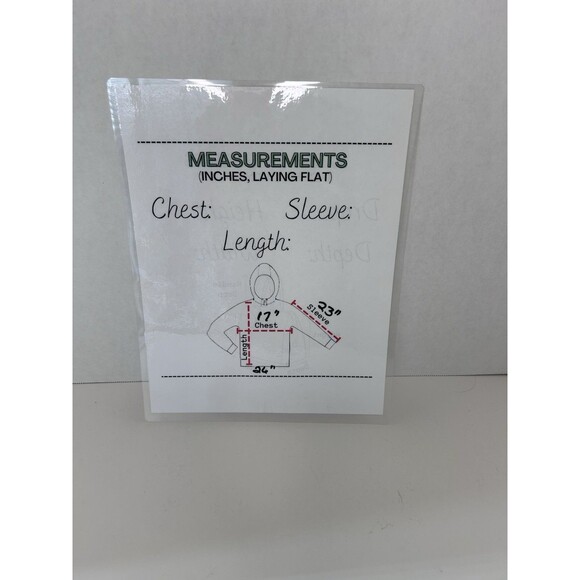 MEASUREMENTS
(INCHES, LAYING FLAT)
Chest: Sleeve:
Length:
17"
Chest
23"
Sleeve
Length
24"